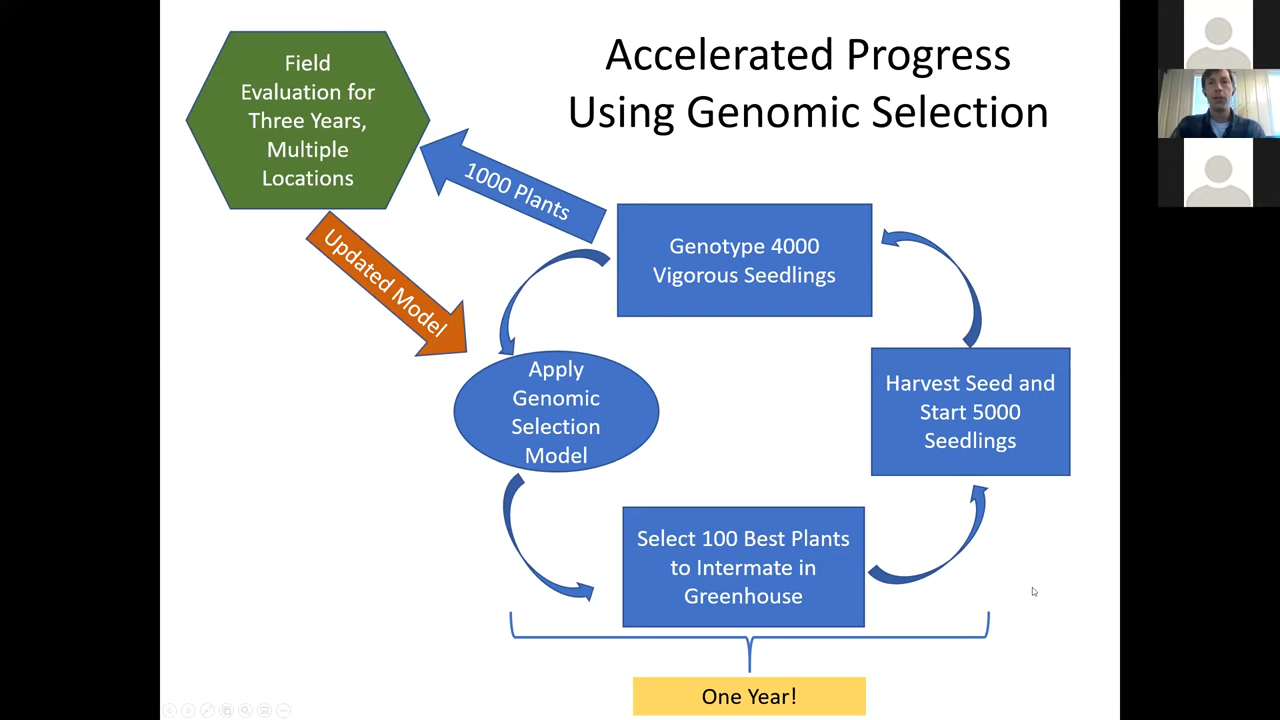 Accelerated Progress
Using Genomic Selection
Field
Evaluation for
Three Years,
Multiple
Locations
1000 Plants
Updated Model
Genotype 4000
Vigorous Seedlings
Apply
Genomic
Selection
Model
Harvest Seed and
Start 5000
Seedlings
Select 100 Best Plants
to Intermate in
Greenhouse
One Year!